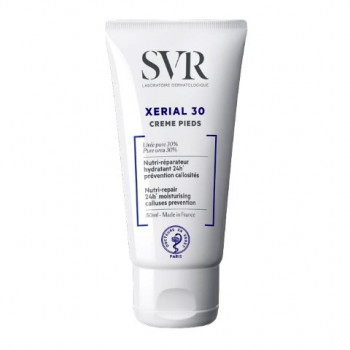 SVR
LABORATOIRE DERMATOLOGIQUE
XERIAL 30
CREME PIEDS
Urée pure 30%
Pure urea 30%
Nutri-réparateur
hydratant 24h*
prévention callosités
Nutri-repair
24h* moisturising
calluses prevention
50ml - Made in France
PARIS